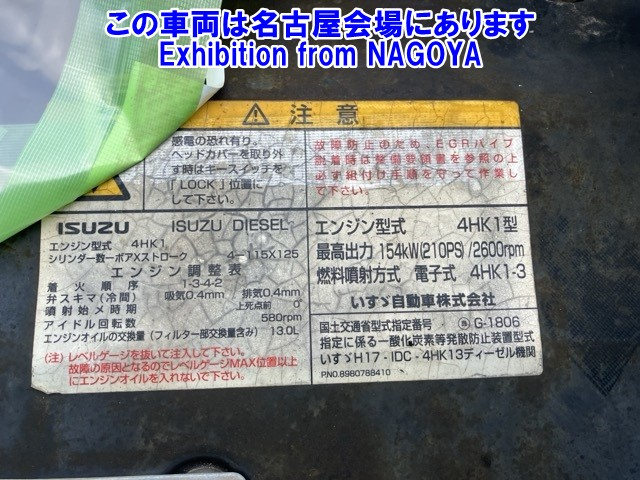 この車両は名古屋会場にあります
Exhibition from NAGOYA
注意
感電の恐れ有り。
ヘッドカバーを取り外
す時はキースイッチを
「LOCK」位置に
して下さい。
故障防止のため、EGRパイプ
脱着時は整備要領書を参照の上
必ず組付け手順を守って作業し
て下さい。
ISUZU ISUZU DIESEL
エンジン型式 4HK1
シリンダー数ーボアXストローク 4-115X125
エンジン調整表
着火順序 1-3-4-2
弁スキマ(冷間) 吸気0.4mm 排気0.4mm
噴射始メ時期 上死点前 0
アイドル回転数 580rpm
エンジンオイルの交換量(フィルター部交換量含み) 13.0L
(注)レベルゲージを抜いて注入して下さい。
故障の原因となるのでレベルゲージMAX位置以上
にエンジンオイルを入れないで下さい。
エンジン型式 4HK1型
最高出力 154kW(210PS)/2600rpm
燃料噴射方式 電子式 4HK1-3
いすゞ自動車株式会社
国土交通省型式指定番号 G-1806
指定に係る一酸化炭素等発散防止装置型式
いすゞH17-IDC-4HK13ディーゼル機関
P.NO.8980788410